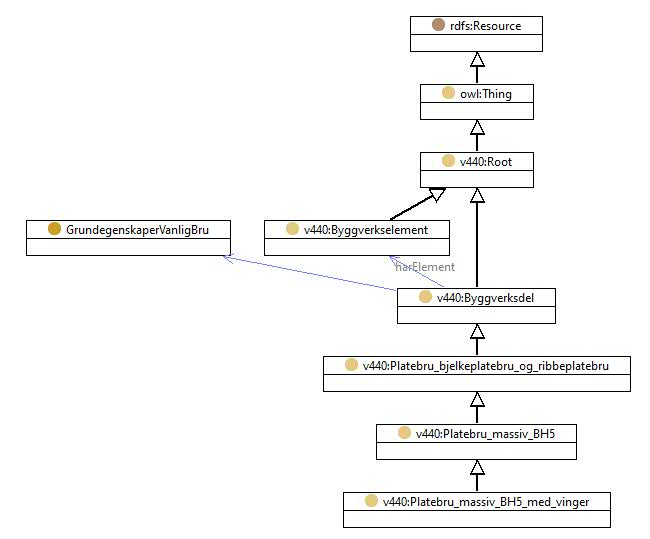 rdfs:Resource
owl:Thing
v440:Root
GrundegenskaperVanligBru
v440:Byggverkselement
harElement
v440:Byggverksdel
v440:Platebru_bjelkeplatebru_og_ribbeplatebru
v440:Platebru_massiv_BH5
v440:Platebru_massiv_BH5_med_vinger